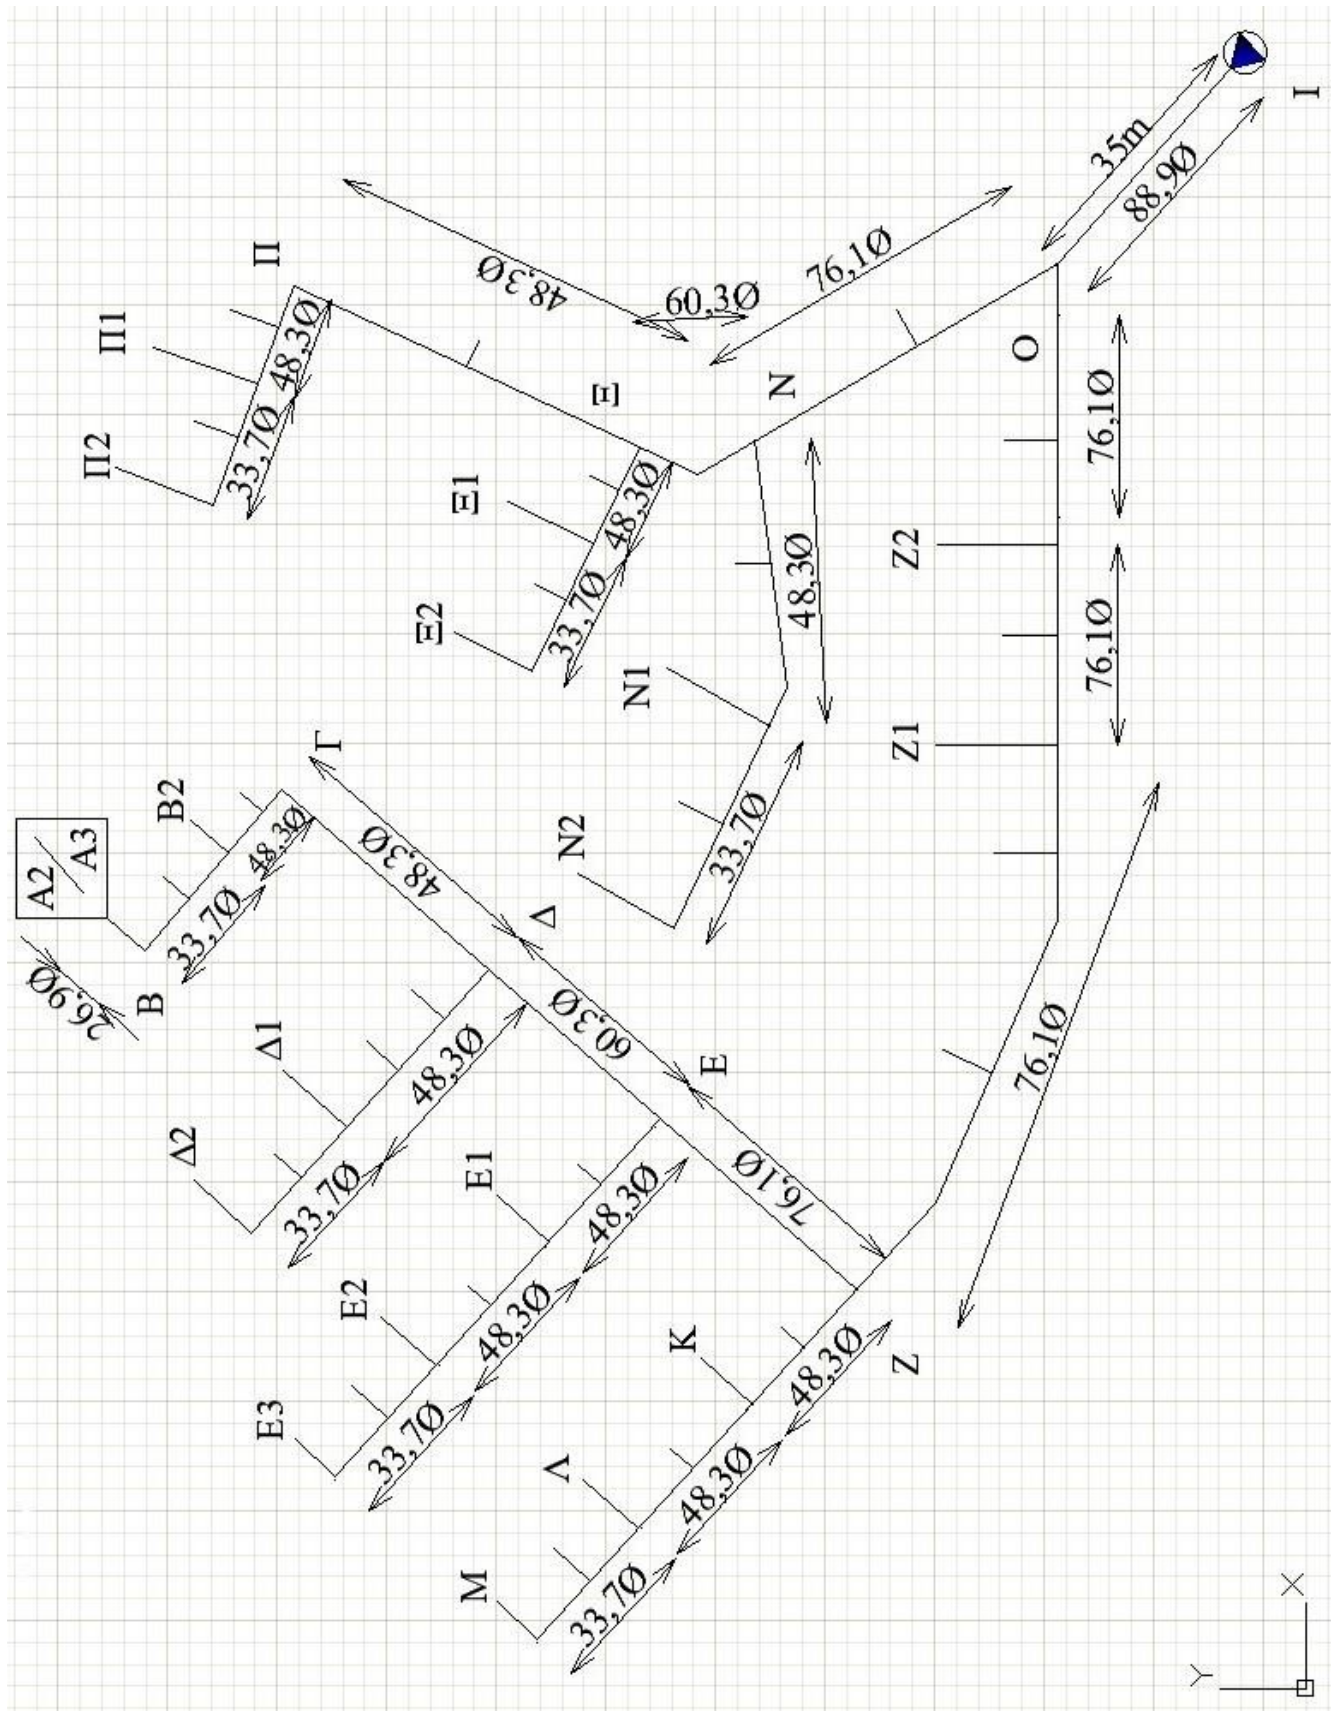 I
35m
88,9Ø
Π
Π1
Π2
48,3Ø
33,7Ø
48,3Ø
60,3Ø
76,1Ø
Ξ
Ξ1
Ξ2
48,3Ø
33,7Ø
N
O
48,3Ø
N1
N2
33,7Ø
76,1Ø
Z2
76,1Ø
Z1
76,1Ø
Γ
B2
A2
A3
48,3Ø
33,7Ø
26,9Ø
B
48,3Ø
Δ
Δ1
Δ2
48,3Ø
33,7Ø
60,3Ø
E
E1
E2
E3
48,3Ø
48,3Ø
33,7Ø
76,1Ø
Z
K
Λ
M
48,3Ø
48,3Ø
33,7Ø
Y
X